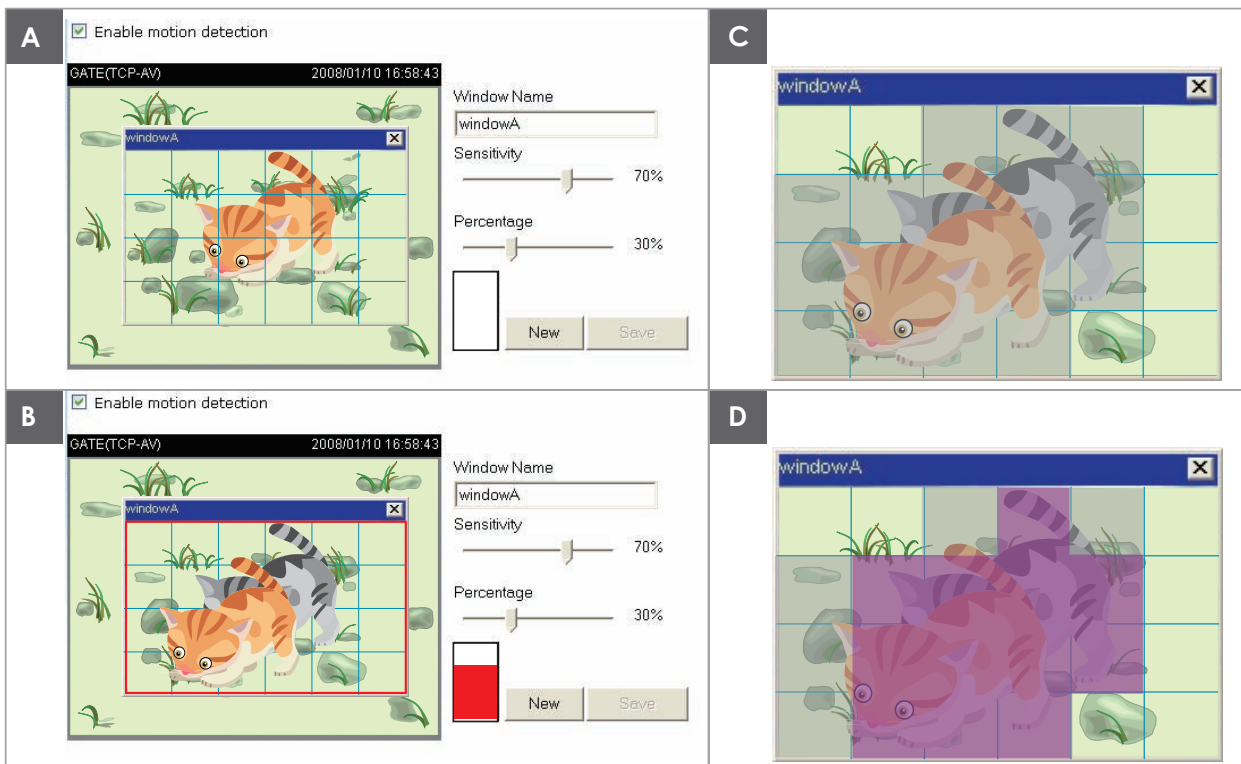 A
Enable motion detection
GATE(TCP-AV) 2008/01/10 16:58:43
windowA
Window Name
windowA
Sensitivity
70%
Percentage
30%
New Save
B
Enable motion detection
GATE(TCP-AV) 2008/01/10 16:58:43
windowA
Window Name
windowA
Sensitivity
70%
Percentage
30%
New Save
C
windowA
D
windowA